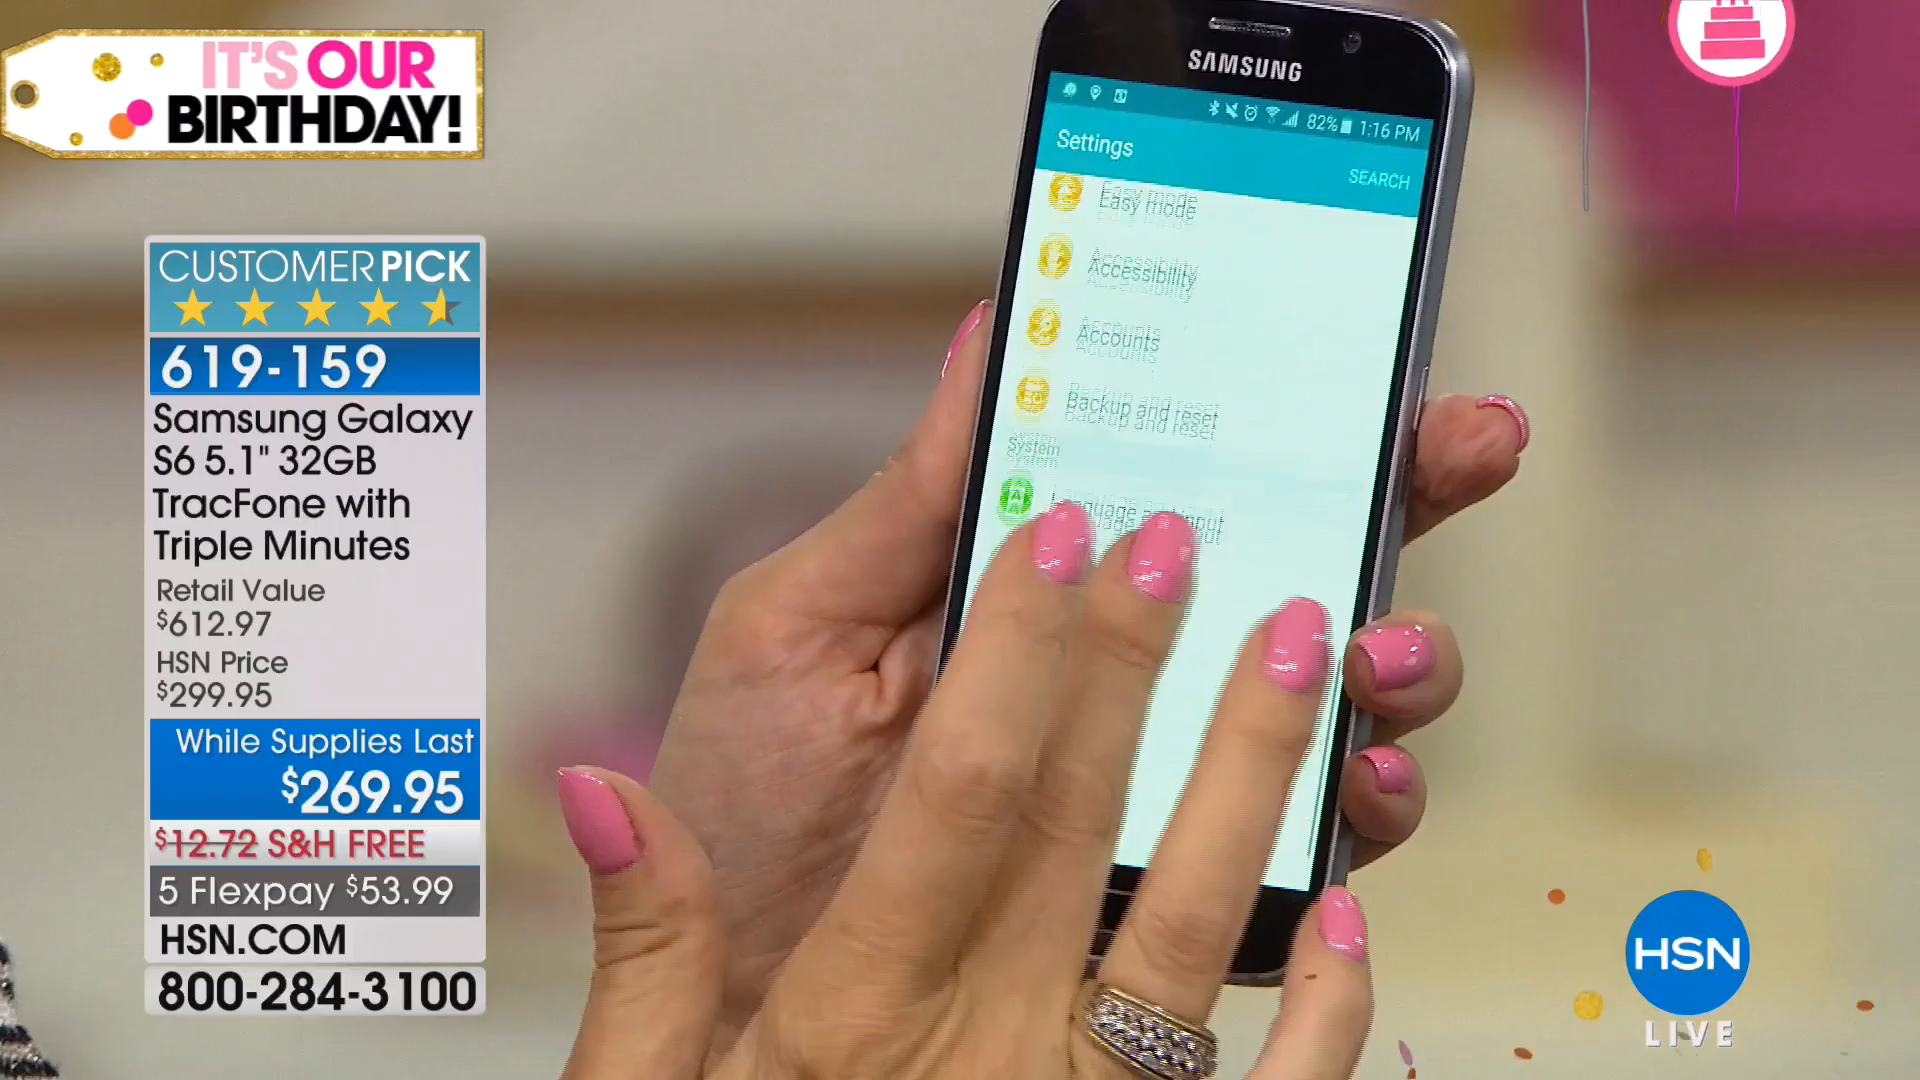 IT'S OUR
BIRTHDAY!
CUSTOMER PICK
619-159
Samsung Galaxy
S6 5.1" 32GB
TracFone with
Triple Minutes
Retail Value
$612.97
HSN Price
$299.95
While Supplies Last
$269.95
$12.72 S&H FREE
5 Flexpay $53.99
HSN.COM
800-284-3100
SAMSUNG
82% 1:16 PM
Settings
SEARCH
Easy mode
Accessibility
Accounts
Backup and reset
System
Language and input
HSN
LIVE